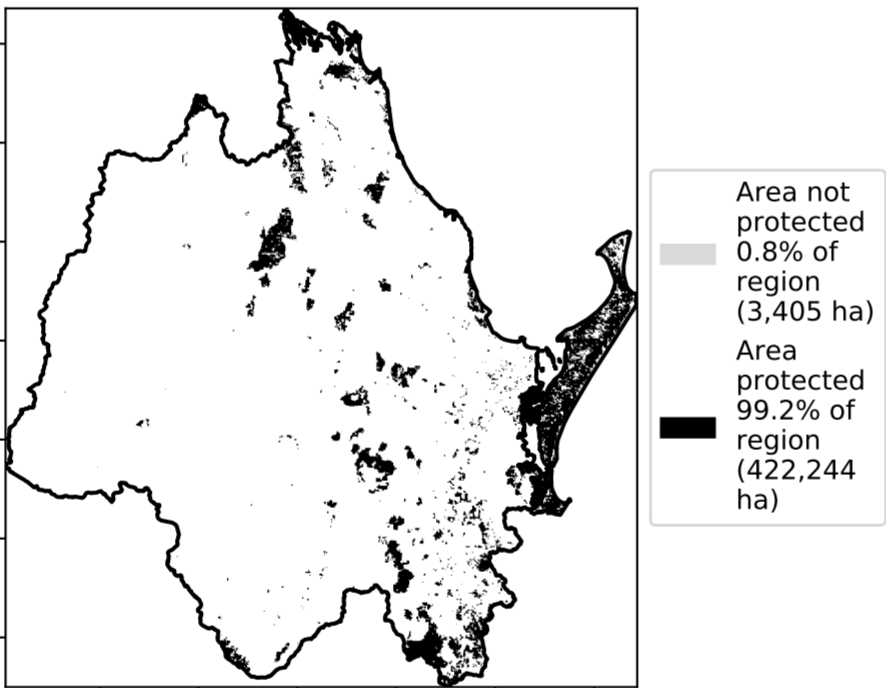 Area not
protected
0.8% of
region
(3,405 ha)
Area
protected
99.2% of
region
(422,244
ha)